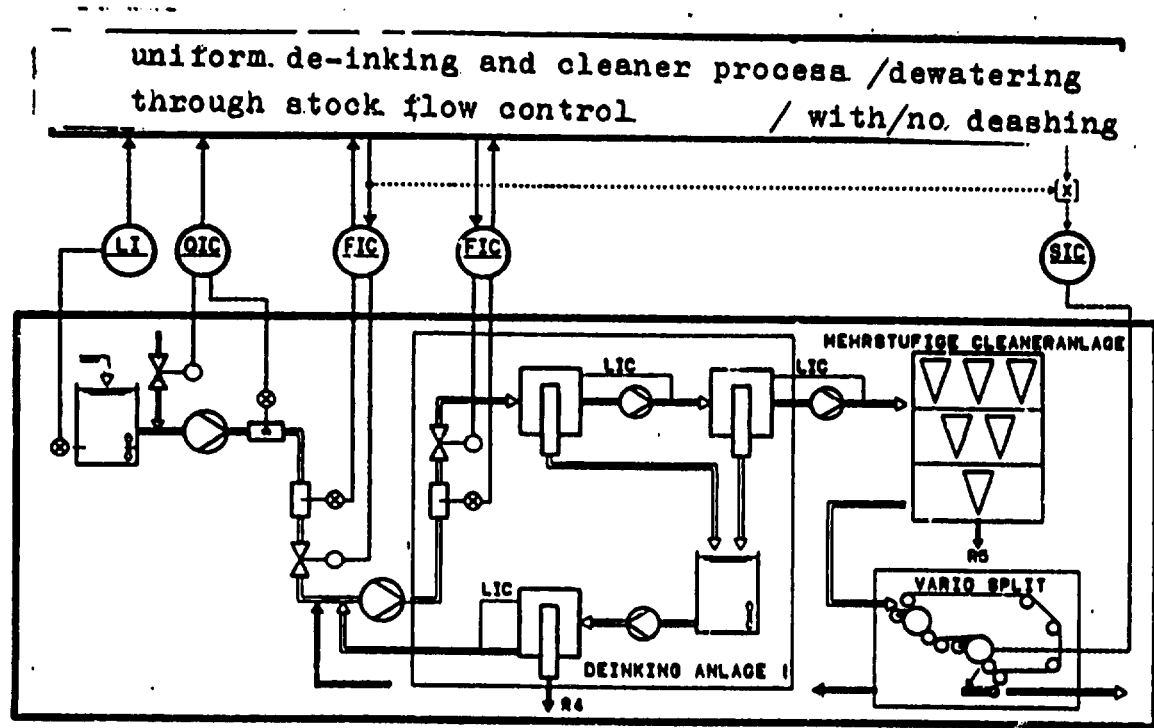 uniform. de-inking and cleaner process /dewatering
through stock flow control / with/no. deashing
[X]
LI QIC FIC FIC SIC
MEHRSTUFIGE CLEANERANLAGE
LIC LIC
R5
LIC
VARIO SPLIT
DEINKING ANLAGE I
R4